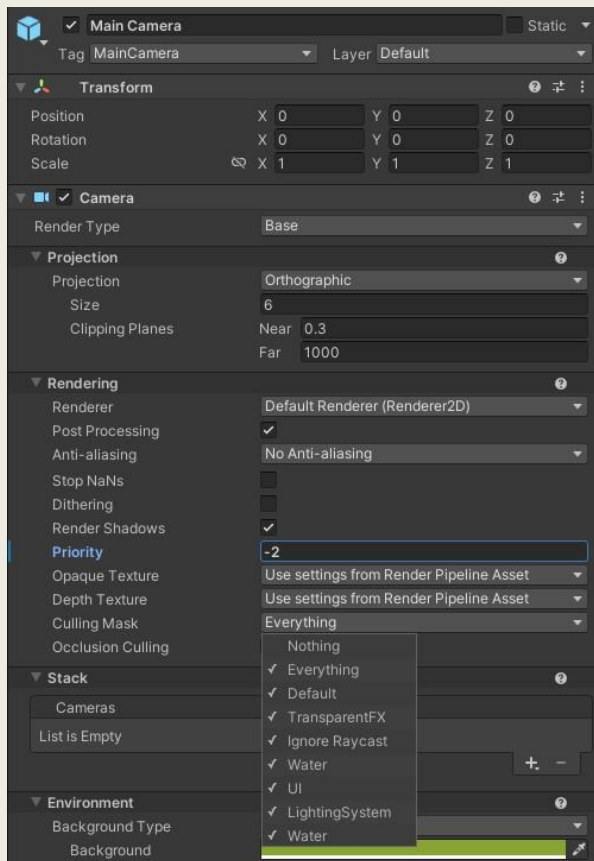 Main Camera Static
Tag MainCamera Layer Default
Transform
Position X 0 Y 0 Z 0
Rotation X 0 Y 0 Z 0
Scale X 1 Y 1 Z 1
Camera
Render Type Base
Projection
Projection Orthographic
Size 6
Clipping Planes Near 0.3
Far 1000
Rendering
Renderer Default Renderer (Renderer2D)
Post Processing
Anti-aliasing No Anti-aliasing
Stop NaNs
Dithering
Render Shadows
Priority -2
Opaque Texture Use settings from Render Pipeline Asset
Depth Texture Use settings from Render Pipeline Asset
Culling Mask Everything
Occlusion Culling Nothing
Everything
Stack
Default
Cameras TransparentFX
List is Empty Ignore Raycast
Water
UI
Environment LightingSystem
Background Type Water
Background